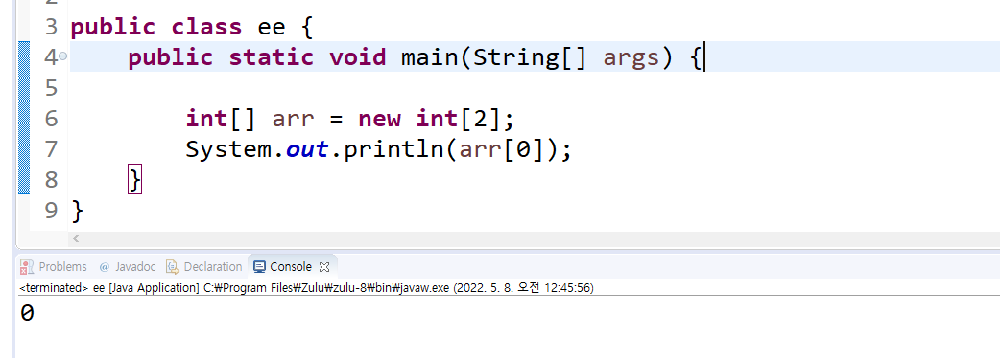 3 public class ee {
4 public static void main(String[] args) {
5
6 int[] arr = new int[2];
7 System.out.println(arr[0]);
8 }
9 }
Problems @ Javadoc Declaration Console
<terminated> ee [Java Application] C:₩Program Files₩Zulu₩zulu-8₩bin₩javaw.exe (2022. 5. 8. 오전 12:45:56)
0